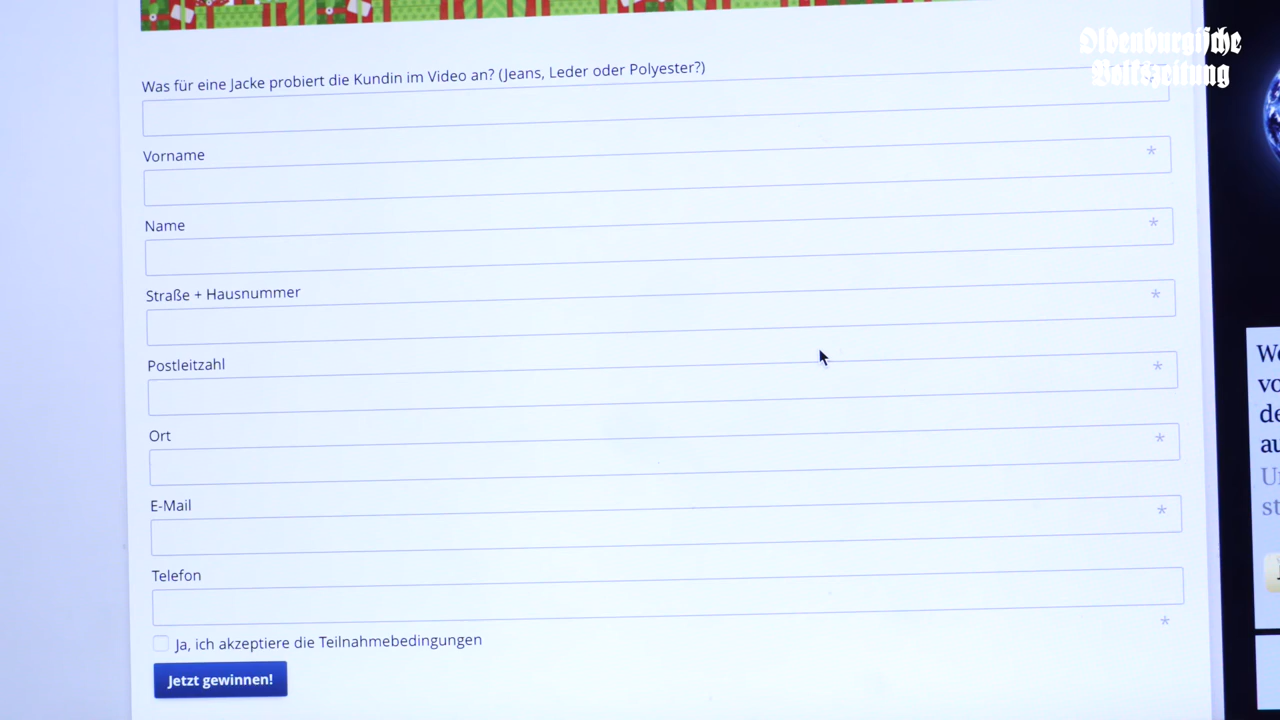 Oldenburgische
Volkszeitung
Was für eine Jacke probiert die Kundin im Video an? (Jeans, Leder oder Polyester?)
Vorname
*
Name
*
Straße + Hausnummer
*
Postleitzahl
*
Ort
*
E-Mail
*
Telefon
*
Ja, ich akzeptiere die Teilnahmebedingungen
Jetzt gewinnen!